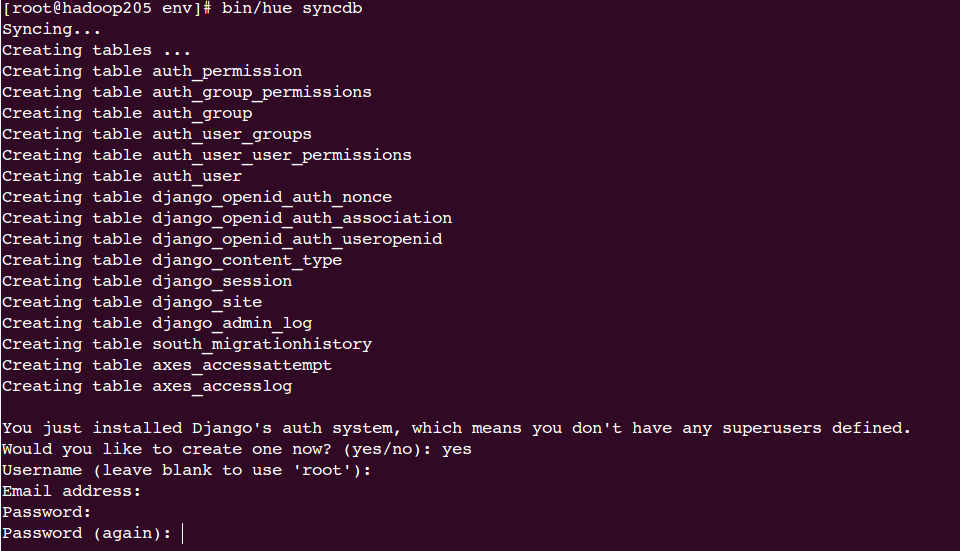 [root@hadoop205 env]# bin/hue syncdb
Syncing...
Creating tables ...
Creating table auth_permission
Creating table auth_group_permissions
Creating table auth_group
Creating table auth_user_groups
Creating table auth_user_user_permissions
Creating table auth_user
Creating table django_openid_auth_nonce
Creating table django_openid_auth_association
Creating table django_openid_auth_useropenid
Creating table django_content_type
Creating table django_session
Creating table django_site
Creating table django_admin_log
Creating table south_migrationhistory
Creating table axes_accessattempt
Creating table axes_accesslog
You just installed Django's auth system, which means you don't have any superusers defined.
Would you like to create one now? (yes/no): yes
Username (leave blank to use 'root'):
Email address:
Password:
Password (again):